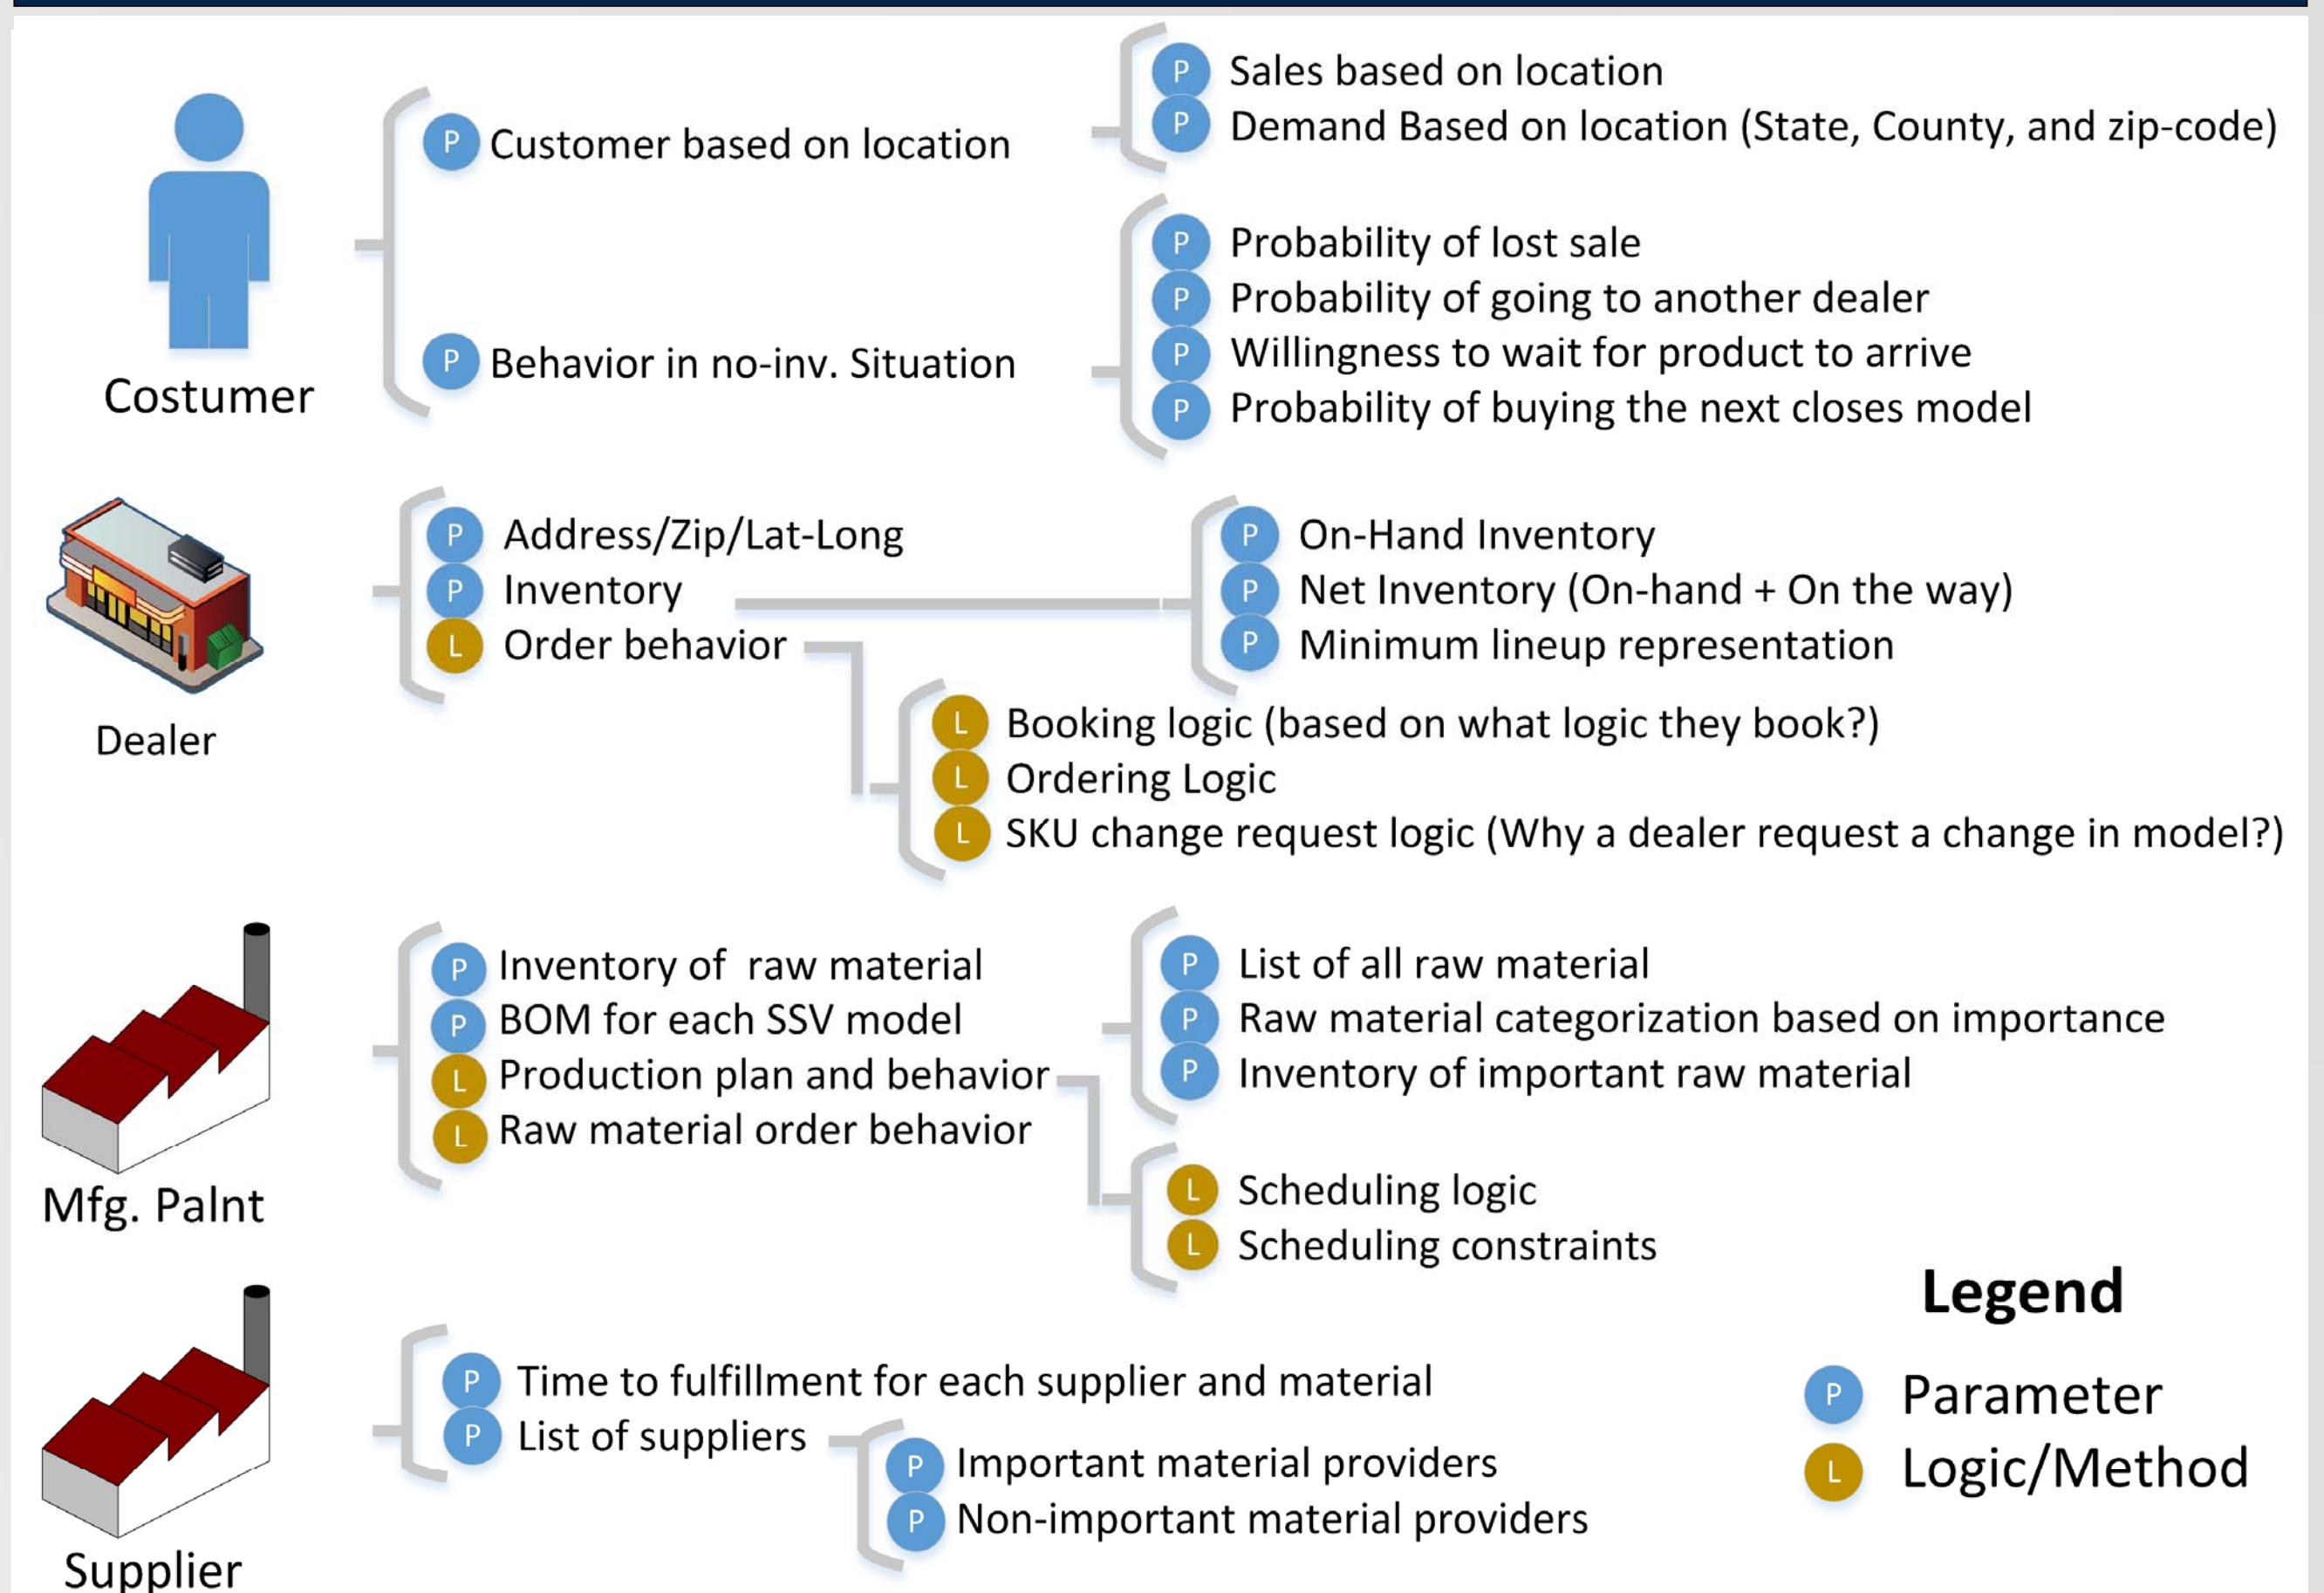 P Customer based on location
P Sales based on location
P Demand Based on location (State, County, and zip-code)
P Behavior in no-inv. Situation
P Probability of lost sale
P Probability of going to another dealer
P Willingness to wait for product to arrive
P Probability of buying the next closes model
Costumer
P Address/Zip/Lat-Long
P Inventory
L Order behavior
P On-Hand Inventory
P Net Inventory (On-hand + On the way)
P Minimum lineup representation
L Booking logic (based on what logic they book?)
L Ordering Logic
L SKU change request logic (Why a dealer request a change in model?)
Dealer
P Inventory of raw material
P BOM for each SSV model
L Production plan and behavior
L Raw material order behavior
P List of all raw material
P Raw material categorization based on importance
P Inventory of important raw material
L Scheduling logic
L Scheduling constraints
Mfg. Palnt
P Time to fulfillment for each supplier and material
P List of suppliers
P Important material providers
P Non-important material providers
Supplier
Legend
P Parameter
L Logic/Method